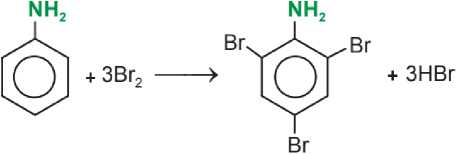 NH₂ NH₂
Br Br
+ 3Br₂ + 3HBr
Br